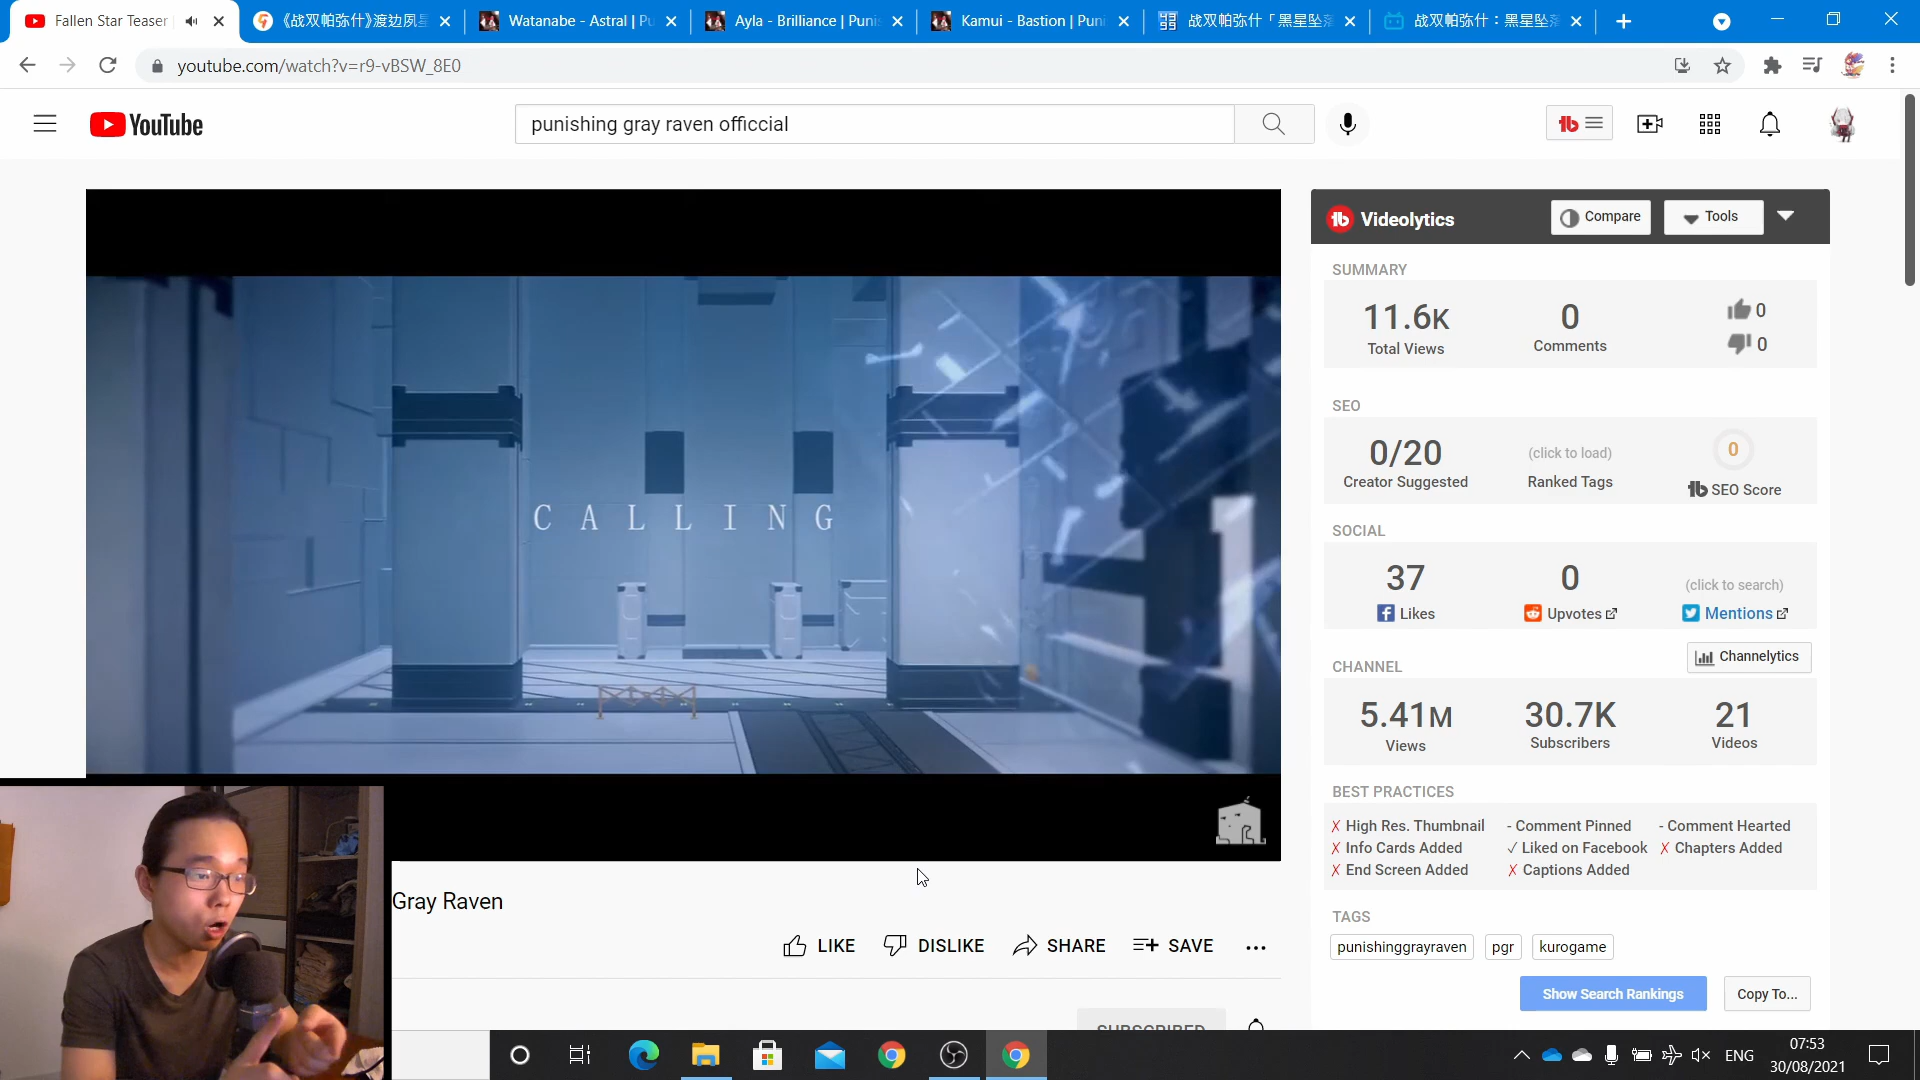 Fallen Star Teaser
《战双帕弥什》渡边夙星
Watanabe - Astral | Pu
Ayla - Brilliance | Punis
Kamui - Bastion | Puni
战双帕弥什「黑星坠落
战双帕弥什：黑星坠落
youtube.com/watch?v=r9-vBSW_8E0
YouTube
punishing gray raven officcial
Videolytics
Compare
Tools
SUMMARY
11.6K
0
0
Total Views
Comments
0
SEO
0/20
(click to load)
0
Creator Suggested
Ranked Tags
SEO Score
CALLING
SOCIAL
37
0
(click to search)
Likes
Upvotes
Mentions
CHANNEL
Channelytics
5.41M
30.7K
21
Views
Subscribers
Videos
BEST PRACTICES
X High Res. Thumbnail
- Comment Pinned
- Comment Hearted
X Info Cards Added
✓ Liked on Facebook
X Chapters Added
X End Screen Added
X Captions Added
Gray Raven
TAGS
LIKE
DISLIKE
SHARE
SAVE
punishinggrayraven
pgr
kurogame
Show Search Rankings
Copy To...
SUBSCRIBED
ENG
07:53
30/08/2021